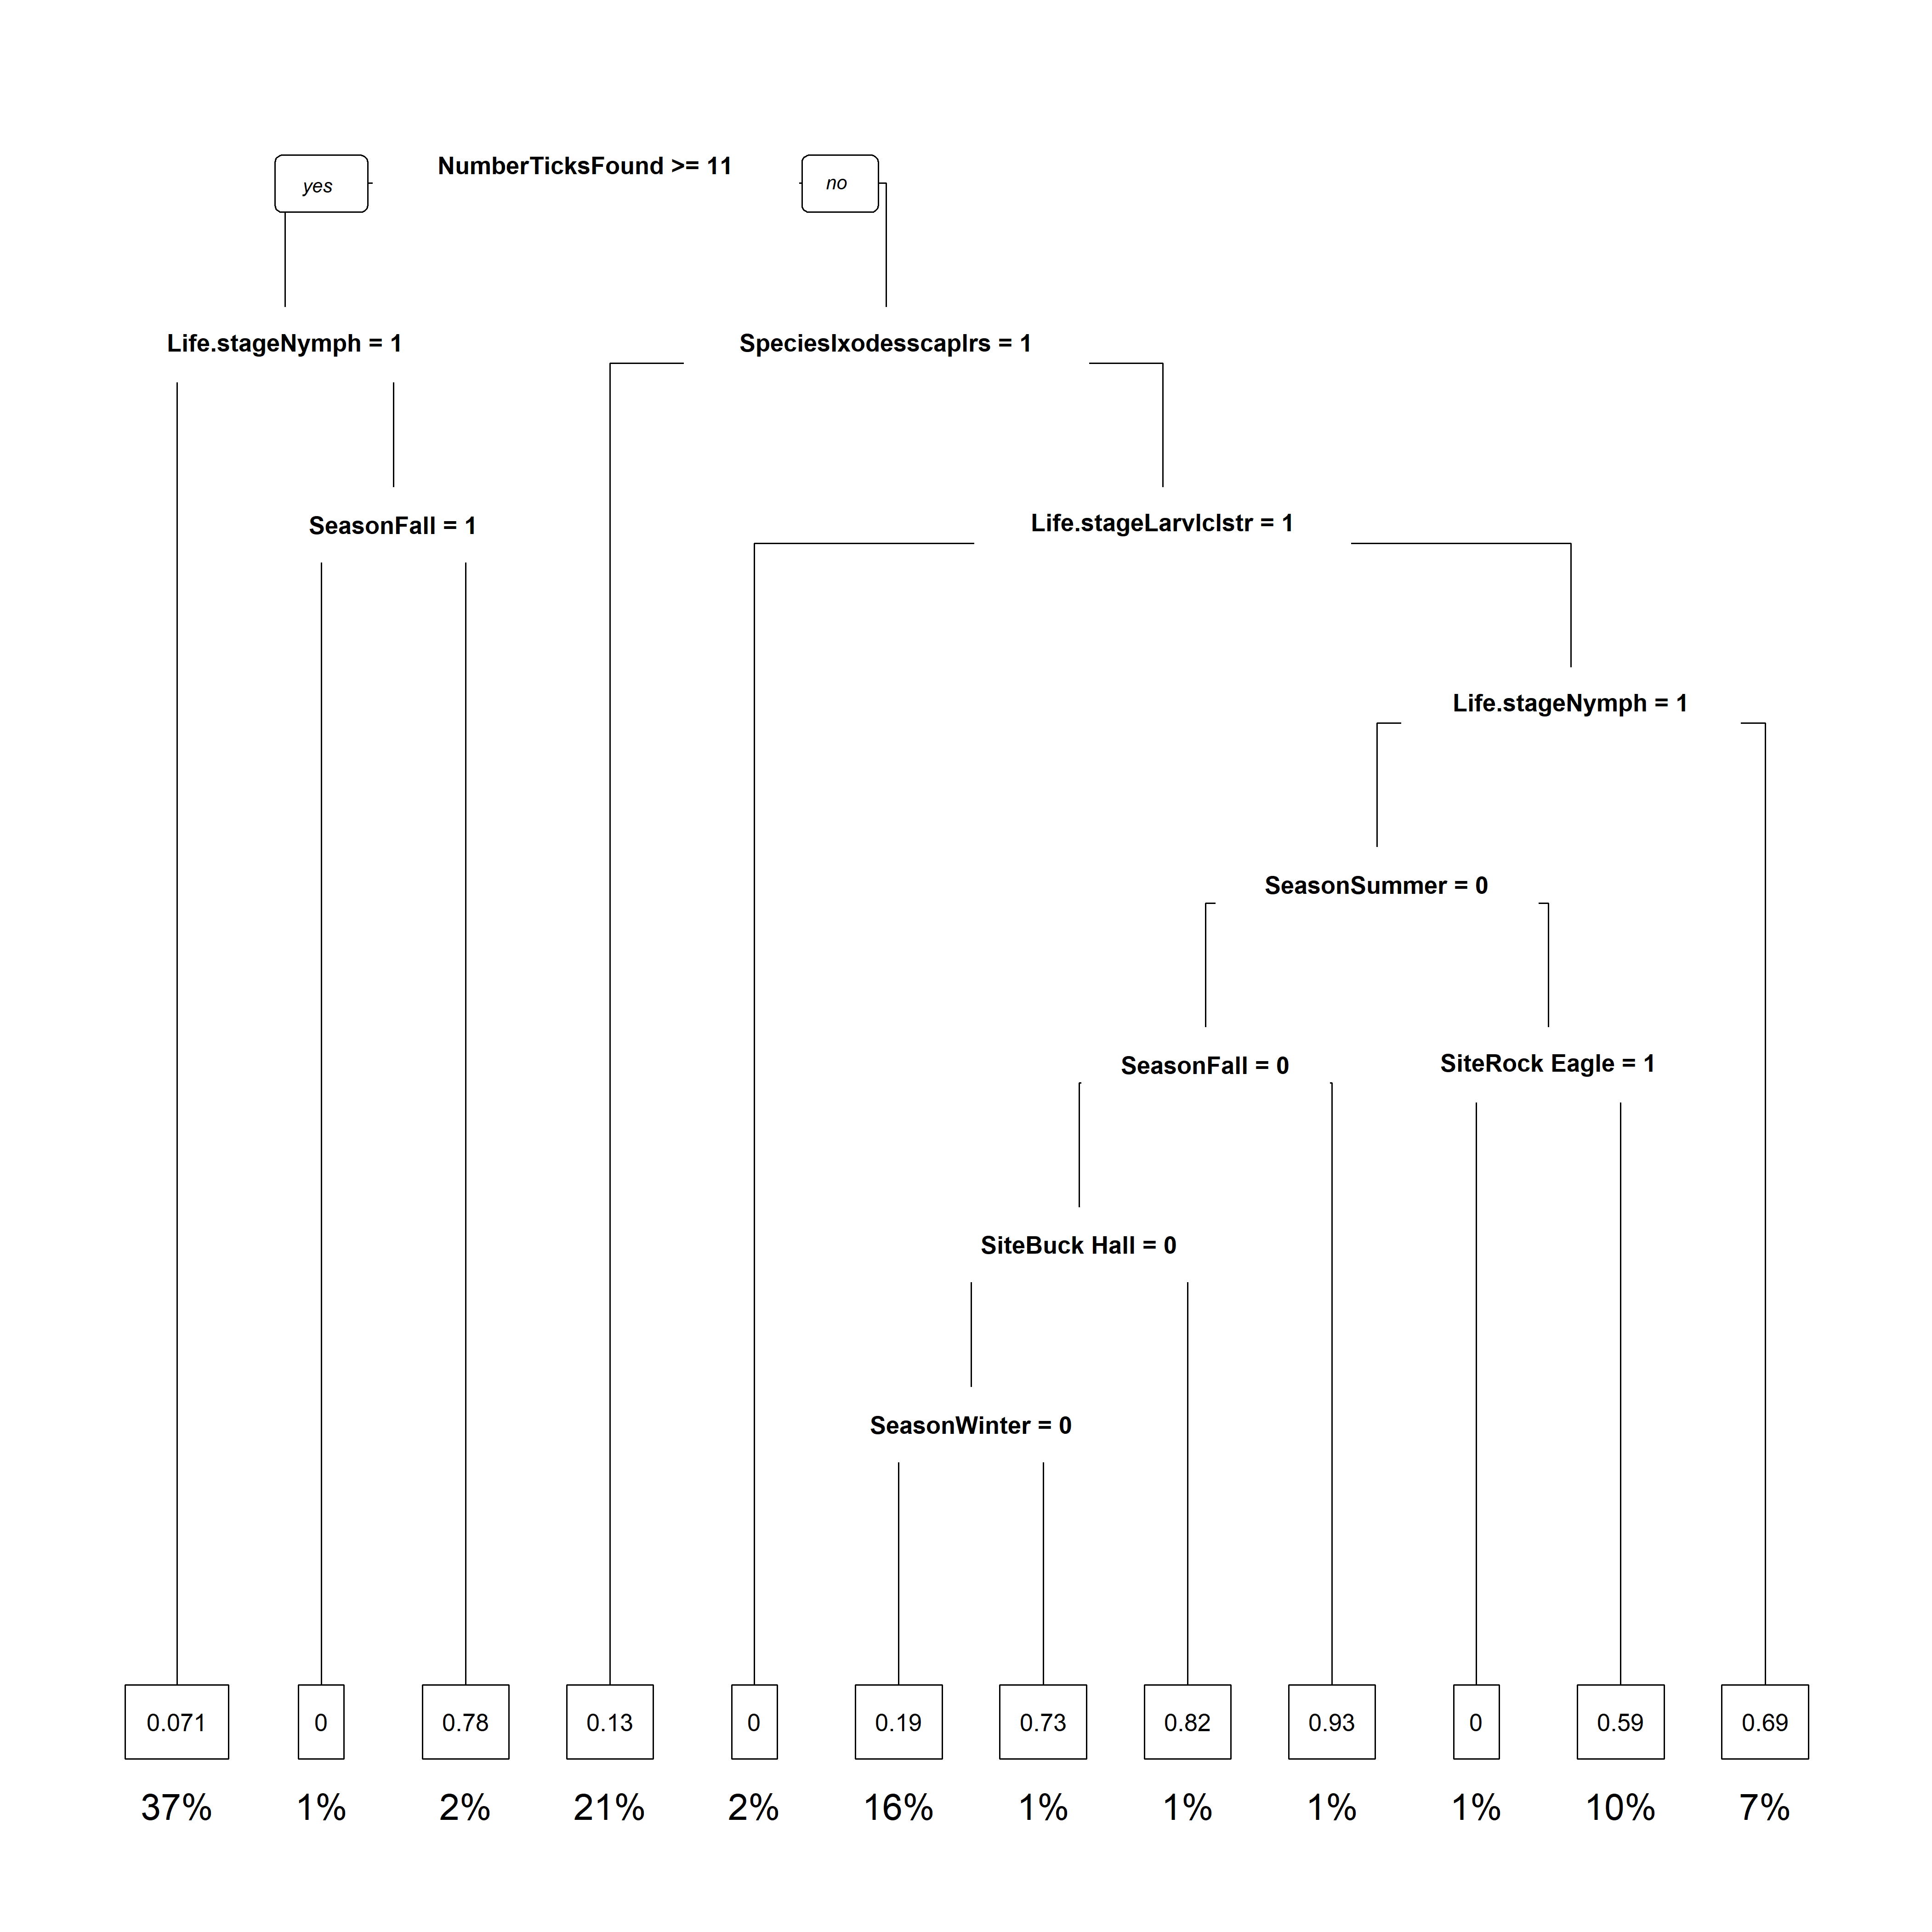 NumberTicksFound >= 11
yes
no
Life.stageNymph = 1
SpeciesIxodesscaplrs = 1
SeasonFall = 1
Life.stageLarvlclstr = 1
Life.stageNymph = 1
SeasonSummer = 0
SeasonFall = 0
SiteRock Eagle = 1
SiteBuck Hall = 0
SeasonWinter = 0
0.071 0 0.78 0.13 0 0.19 0.73 0.82 0.93 0 0.59 0.69
37% 1% 2% 21% 2% 16% 1% 1% 1% 1% 10% 7%